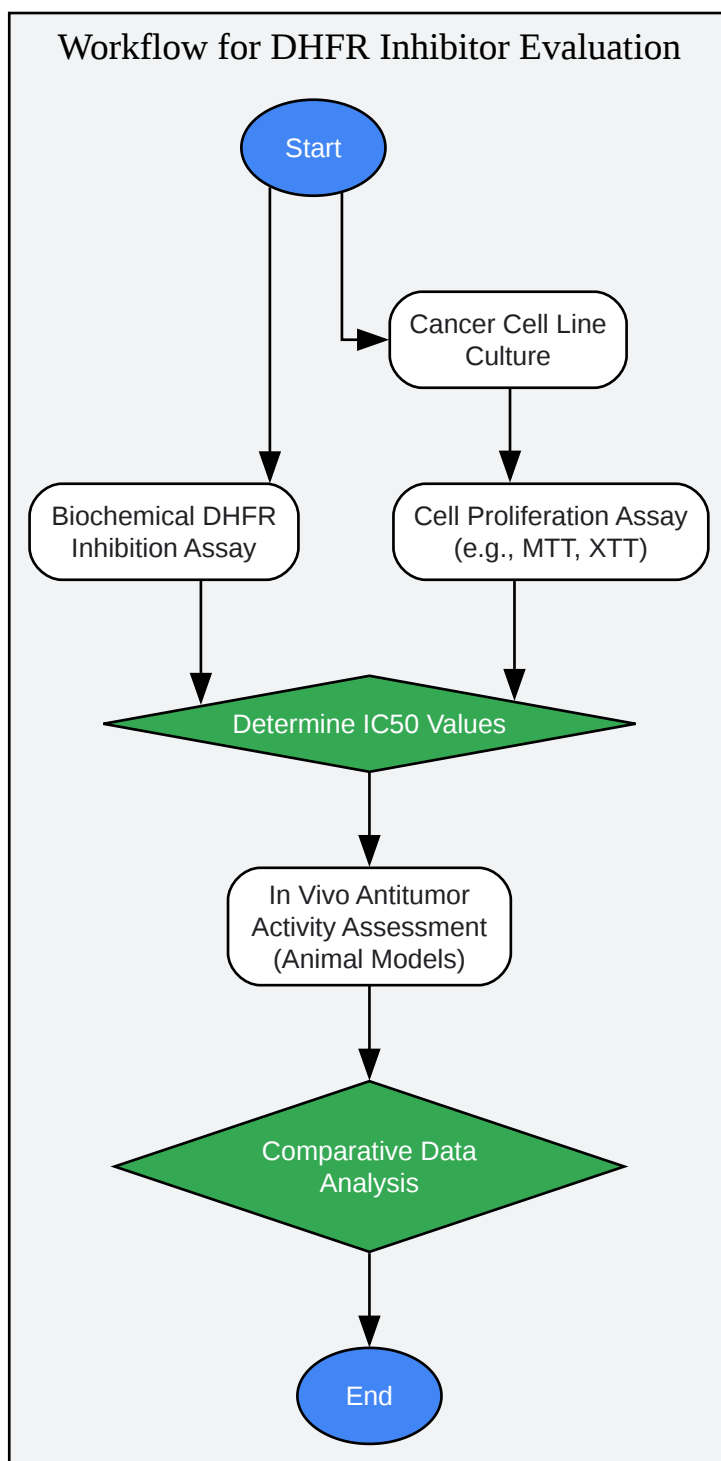 Workflow for DHFR Inhibitor Evaluation
Start
Cancer Cell Line
Culture
Biochemical DHFR
Inhibition Assay
Cell Proliferation Assay
(e.g., MTT, XTT)
Determine IC50 Values
In Vivo Antitumor
Activity Assessment
(Animal Models)
Comparative Data
Analysis
End